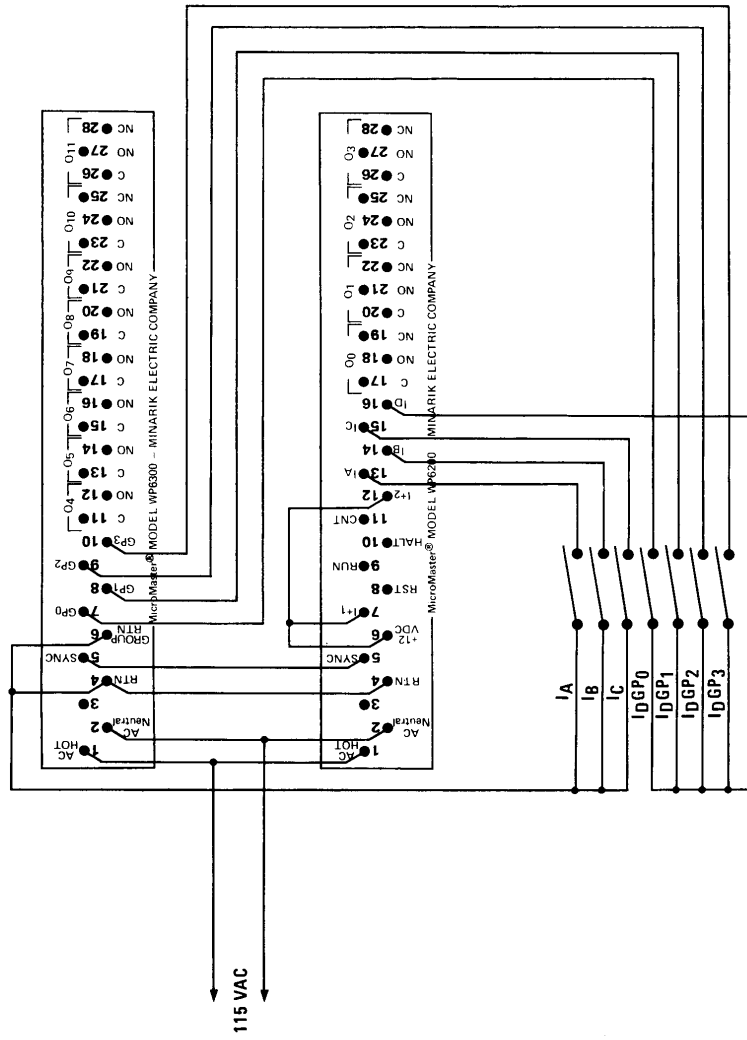 NC 28
NO 27 O11
C 26
NC 25
NO 24 O10
C 23
NO 22
C 21 O9
NO 20
C 19 O8
NO 18
C 17 O7
NO 16
C 15 O6
NO 14
C 13 O5
NO 12
C 11 O4
GP3 10
GP2 9
GP1 8
GP0 7
GROUP RTN 6
SYNC 5
RTN 4
3
AC Neutral 2
AC HOT 1
MicroMaster® MODEL WP6300 – MINARIK ELECTRIC COMPANY
NC 28
NO 27 O3
C 26
NC 25
NO 24 O2
C 23
NC 22
NO 21 O1
C 20
NC 19
NO 18 O0
C 17
ID 16
IC 15
IB 14
IA 13
I+2 12
CNT 11
HALT 10
RUN 9
RST 8
I+1 7
+12 VDC 6
SYNC 5
RTN 4
3
AC Neutral 2
AC HOT 1
MicroMaster® MODEL WP6200 MINARIK ELECTRIC COMPANY
IA
IB
IC
IDGP0
IDGP1
IDGP2
IDGP3
115 VAC